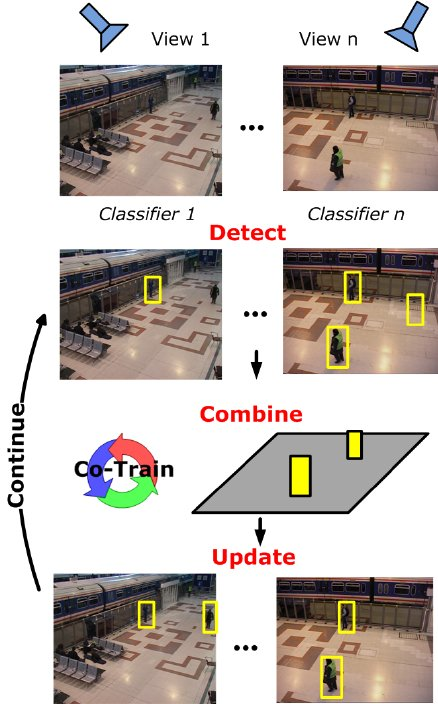 View 1
View n
...
Classifier 1
Classifier n
Detect
...
Combine
Co-Train
Continue
Update
...